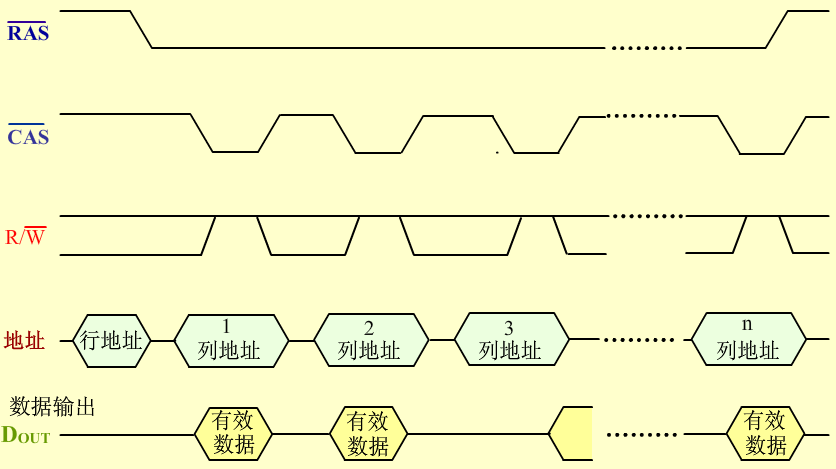 RAS
CAS
R/W
地址
行地址
1
列地址
2
列地址
3
列地址
n
列地址
数据输出
DOUT
有效
数据
有效
数据
有效
数据